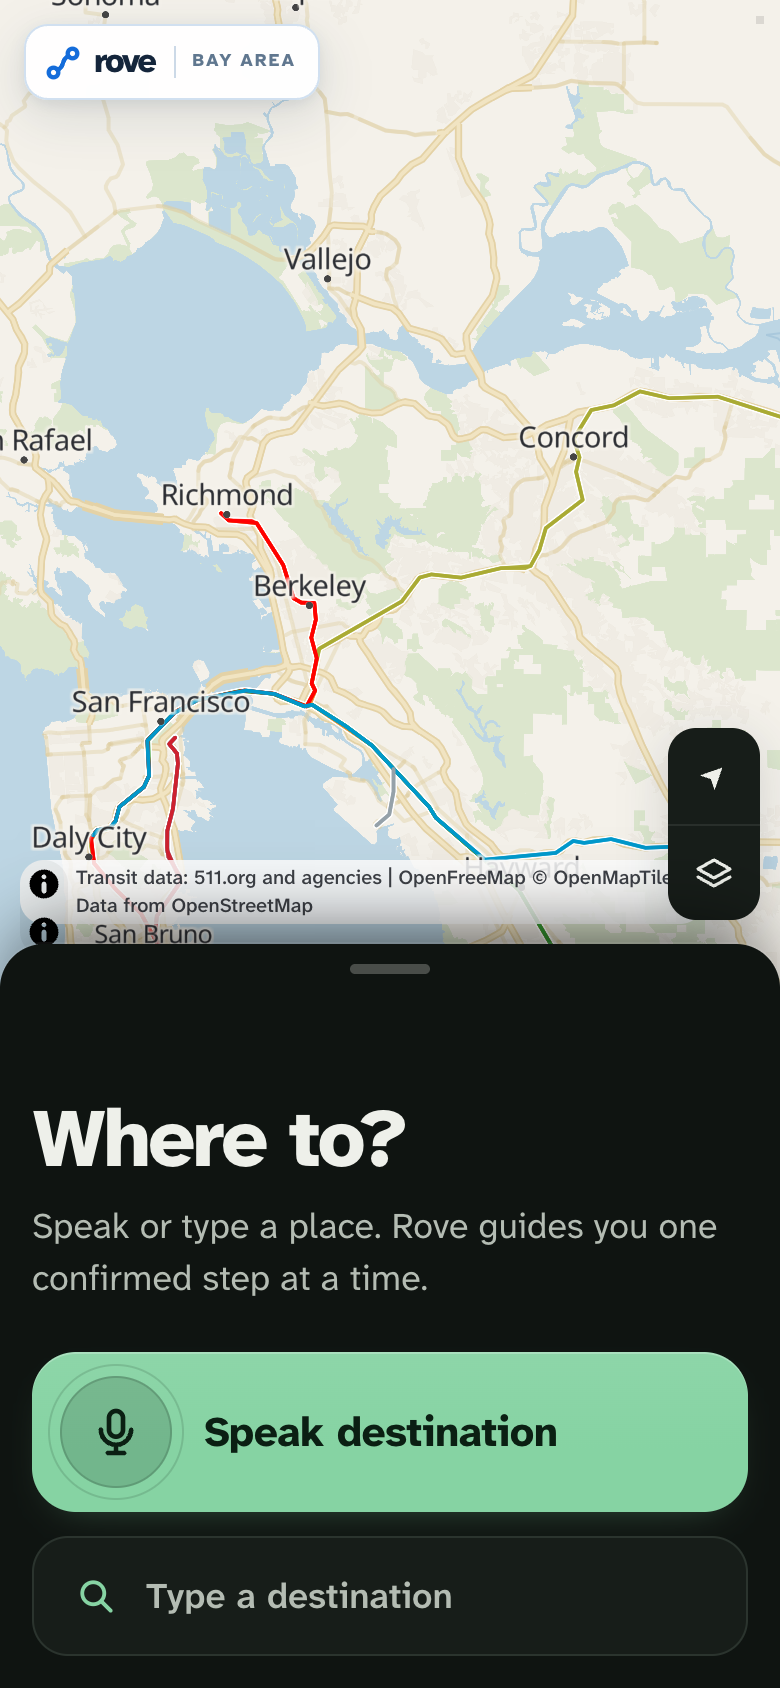 Sonoma
rove
BAY AREA
Vallejo
Concord
Rafael
Richmond
Berkeley
San Francisco
Daly City
Hayward
Transit data: 511.org and agencies | OpenFreeMap © OpenMapTile
Data from OpenStreetMap
San Bruno
Where to?
Speak or type a place. Rove guides you one
confirmed step at a time.
Speak destination
Type a destination